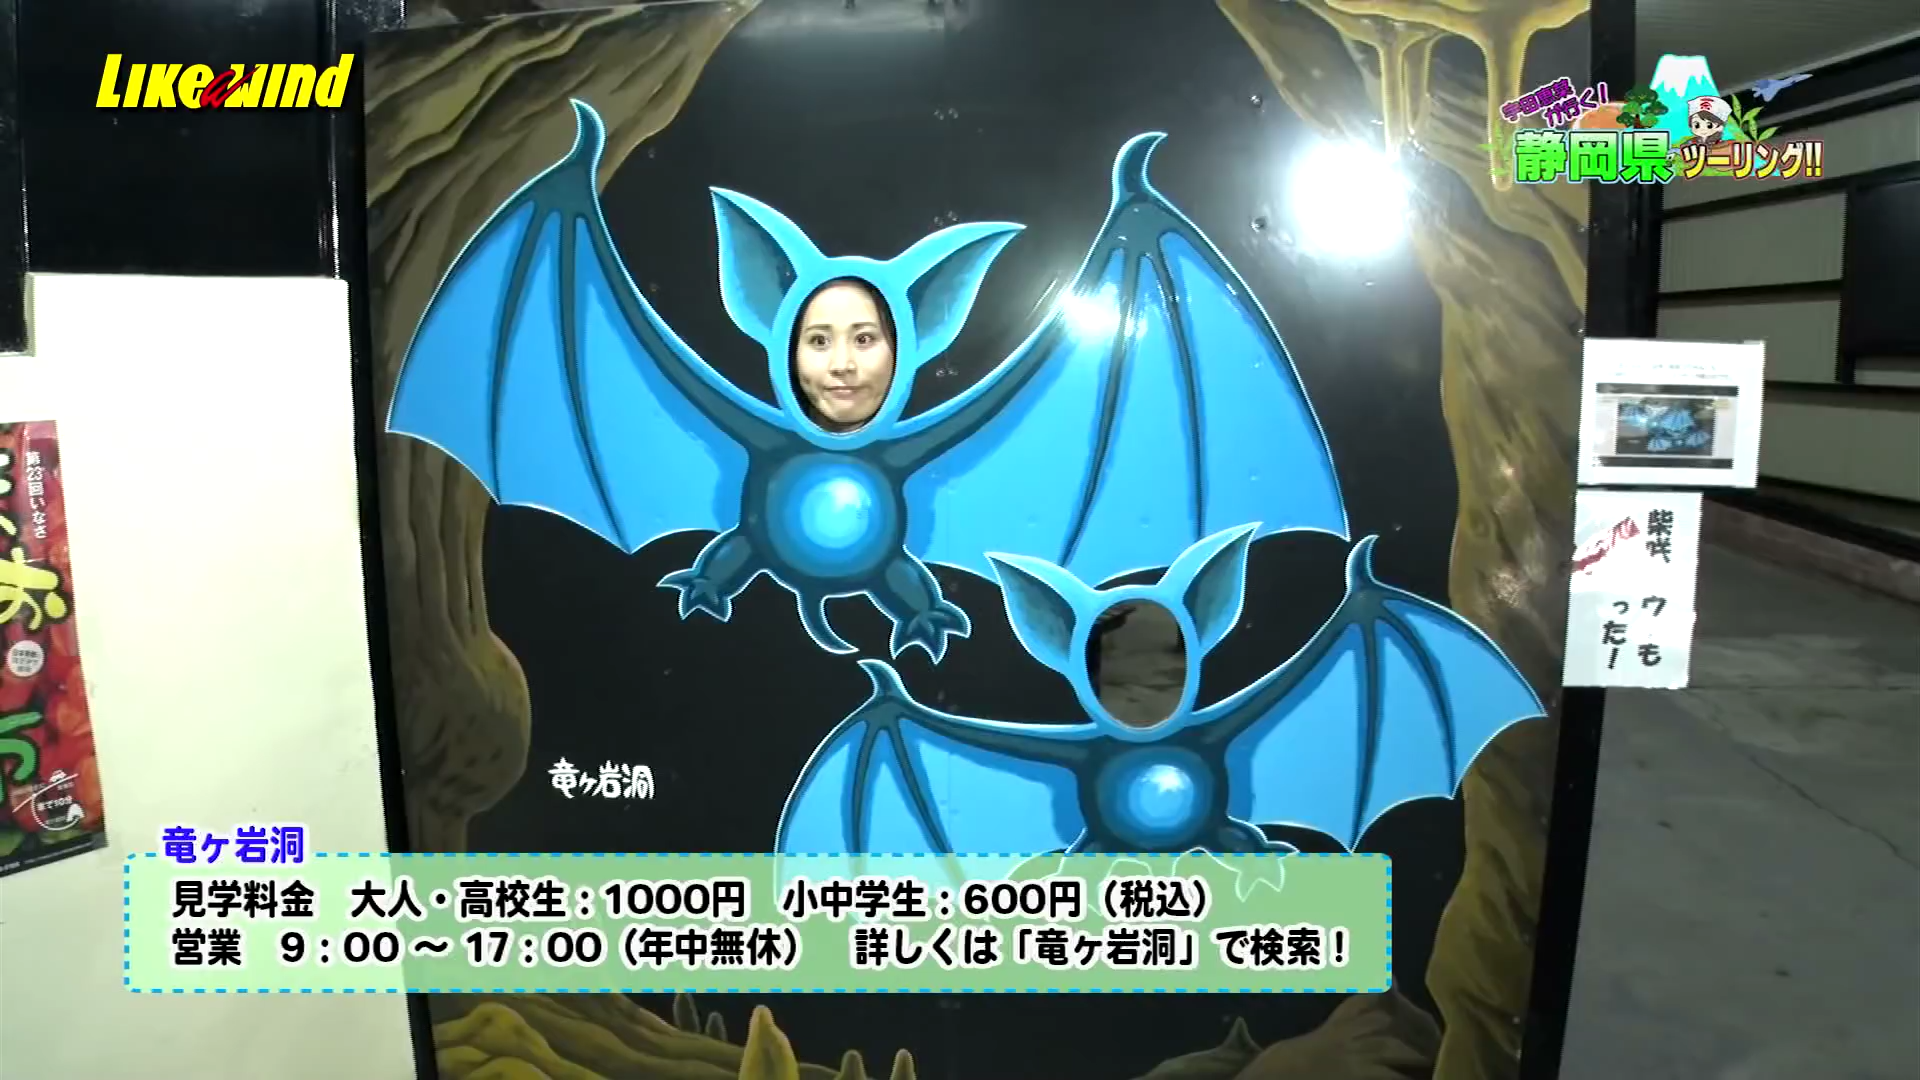 LIKE a WIND
宇田恵菜
が行く!
静岡県ツーリング!!
第23回いなさ
柴咲
ウ も
った!
竜ヶ岩洞
竜ヶ岩洞
見学料金 大人・高校生:1000円 小中学生:600円(税込)
営業 9:00~17:00(年中無休) 詳しくは「竜ヶ岩洞」で検索!